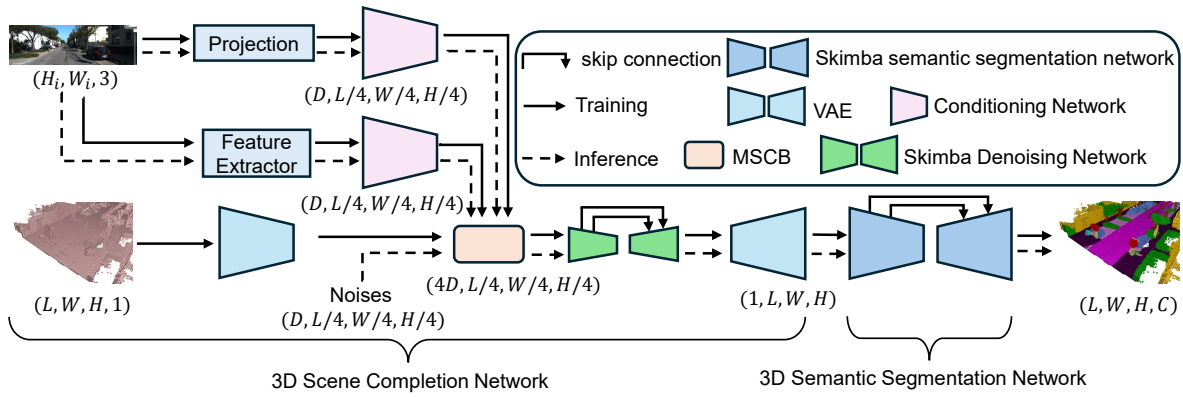 Projection
(H_i, W_i, 3)
(D, L/4, W/4, H/4)
Feature
Extractor
(D, L/4, W/4, H/4)
skip connection
Skimba semantic segmentation network
Training
VAE
Conditioning Network
Inference
MSCB
Skimba Denoising Network
(L, W, H, 1)
Noises
(D, L/4, W/4, H/4)
(4D, L/4, W/4, H/4)
(1, L, W, H)
(L, W, H, C)
3D Scene Completion Network
3D Semantic Segmentation Network